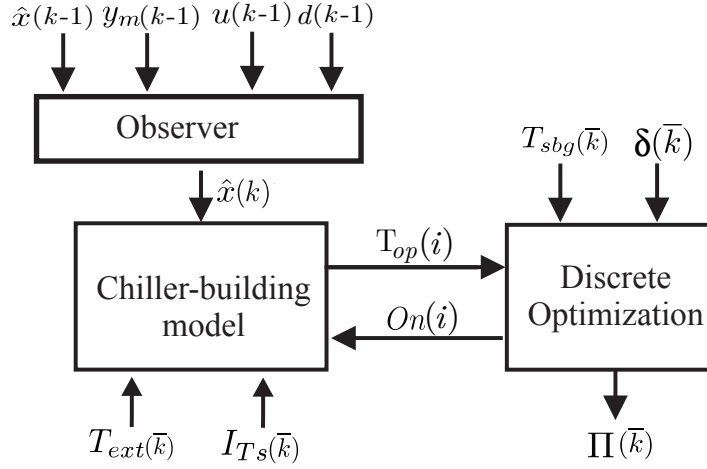 x̂(k-1) y_m(k-1) u(k-1) d(k-1)
Observer
x̂(k)
T_sbg(k̅) δ(k̅)
Chiller-building
model
T_op(i)
On(i)
Discrete
Optimization
T_ext(k̅) I_Ts(k̅)
Π(k̅)